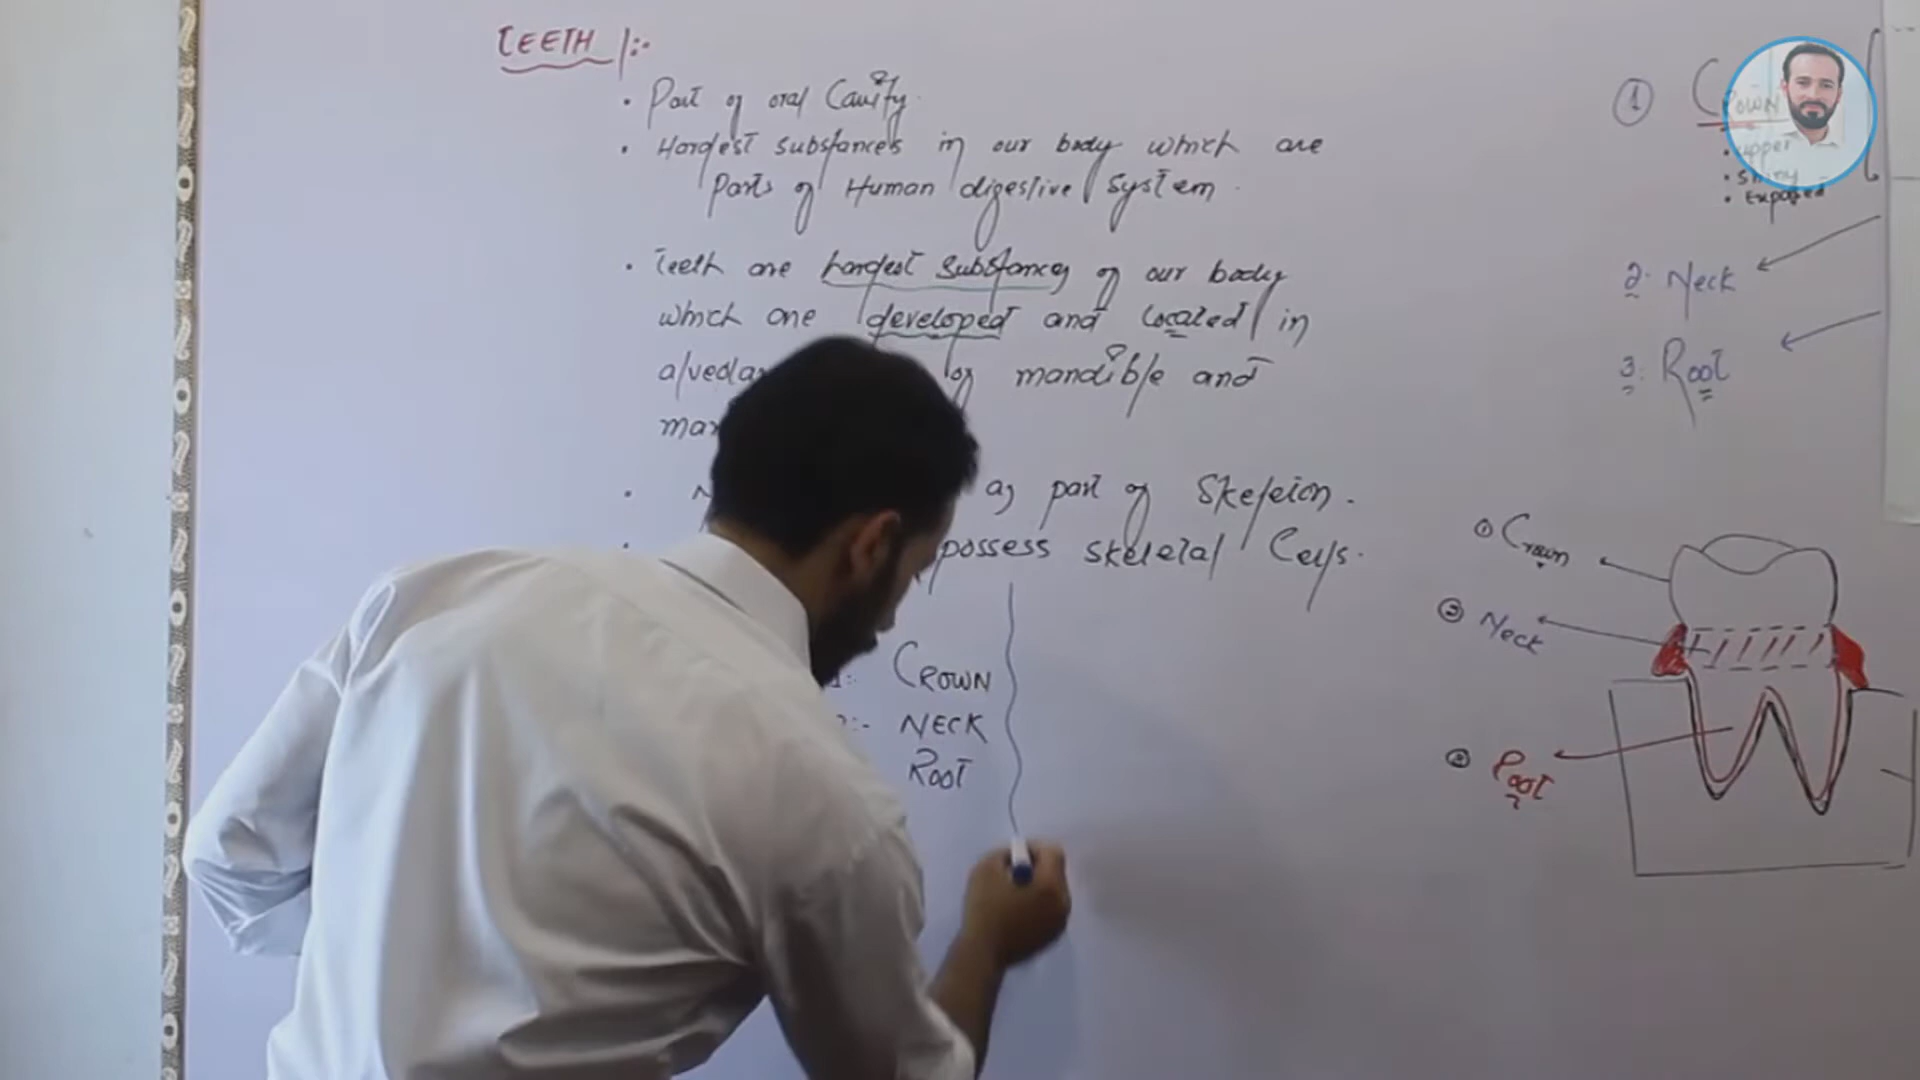 TEETH :-
• Part of oral Cavity.
• Hardest substances in our body which are
Parts of Human digestive system.
• Teeth are hardest substances of our body
which are developed and located in
of mandible and
as part of Skeleton.
possess skeletal Cells.
1:- CROWN
2:- NECK
ROOT
1 CROWN
• upper
• Shiny
• Exposed
2. Neck
3. Root
① Crown
② Neck
③ Root